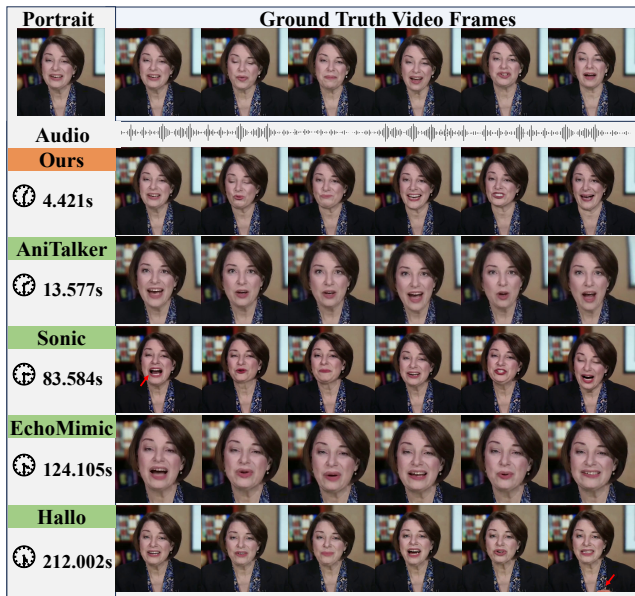 Portrait
Ground Truth Video Frames
Audio
Ours
4.421s
AniTalker
13.577s
Sonic
83.584s
EchoMimic
124.105s
Hallo
212.002s